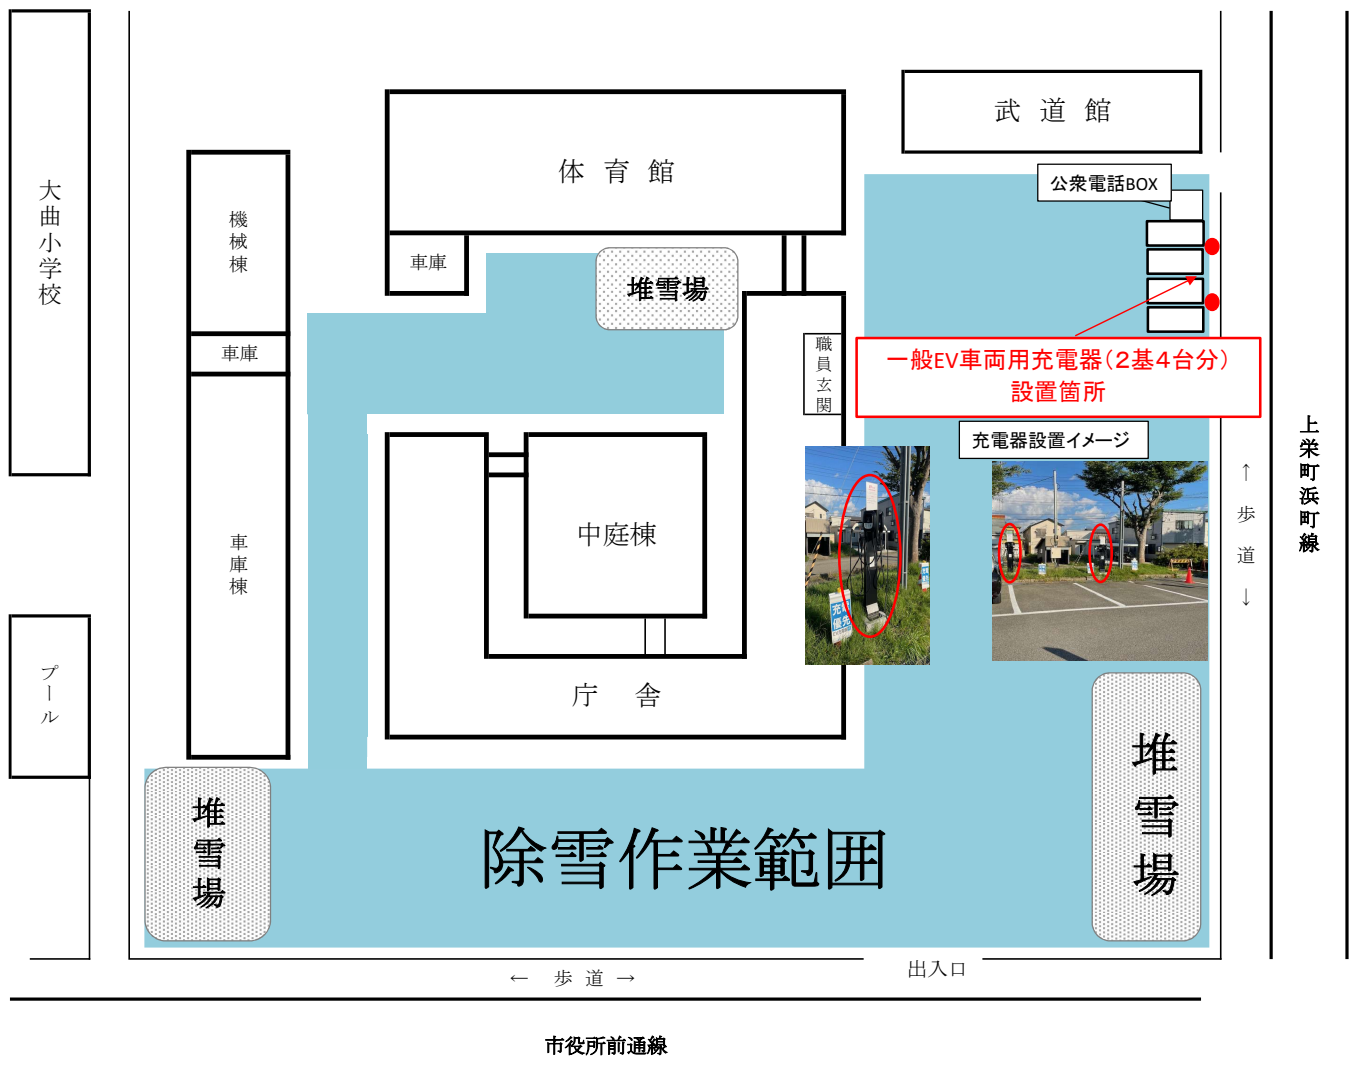 大曲小学校
プール
機械棟
車庫
車庫棟
体育館
車庫
堆雪場
武道館
公衆電話BOX
職員玄関
一般EV車両用充電器（2基4台分）
設置箇所
充電器設置イメージ
充電
優先
中庭棟
庁舎
堆雪場
除雪作業範囲
堆雪場
← 歩道 →
出入口
↑歩道↓
上栄町浜町線
市役所前通線